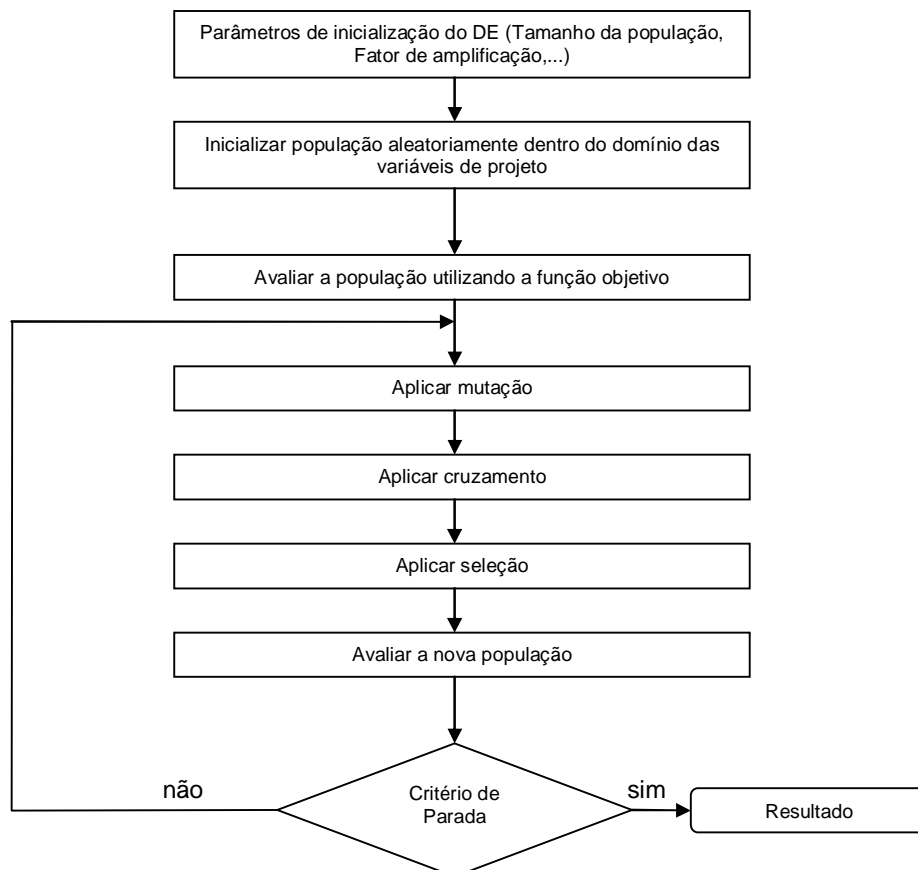 Parâmetros de inicialização do DE (Tamanho da população,
Fator de amplificação,...)
Inicializar população aleatoriamente dentro do domínio das
variáveis de projeto
Avaliar a população utilizando a função objetivo
Aplicar mutação
Aplicar cruzamento
Aplicar seleção
Avaliar a nova população
não
Critério de
Parada
sim
Resultado